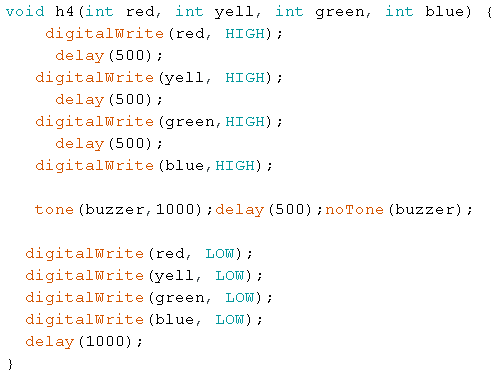 void h4(int red, int yell, int green, int blue) {
digitalWrite(red, HIGH);
delay(500);
digitalWrite(yell, HIGH);
delay(500);
digitalWrite(green,HIGH);
delay(500);
digitalWrite(blue,HIGH);
tone(buzzer,1000);delay(500);noTone(buzzer);
digitalWrite(red, LOW);
digitalWrite(yell, LOW);
digitalWrite(green, LOW);
digitalWrite(blue, LOW);
delay(1000);
}